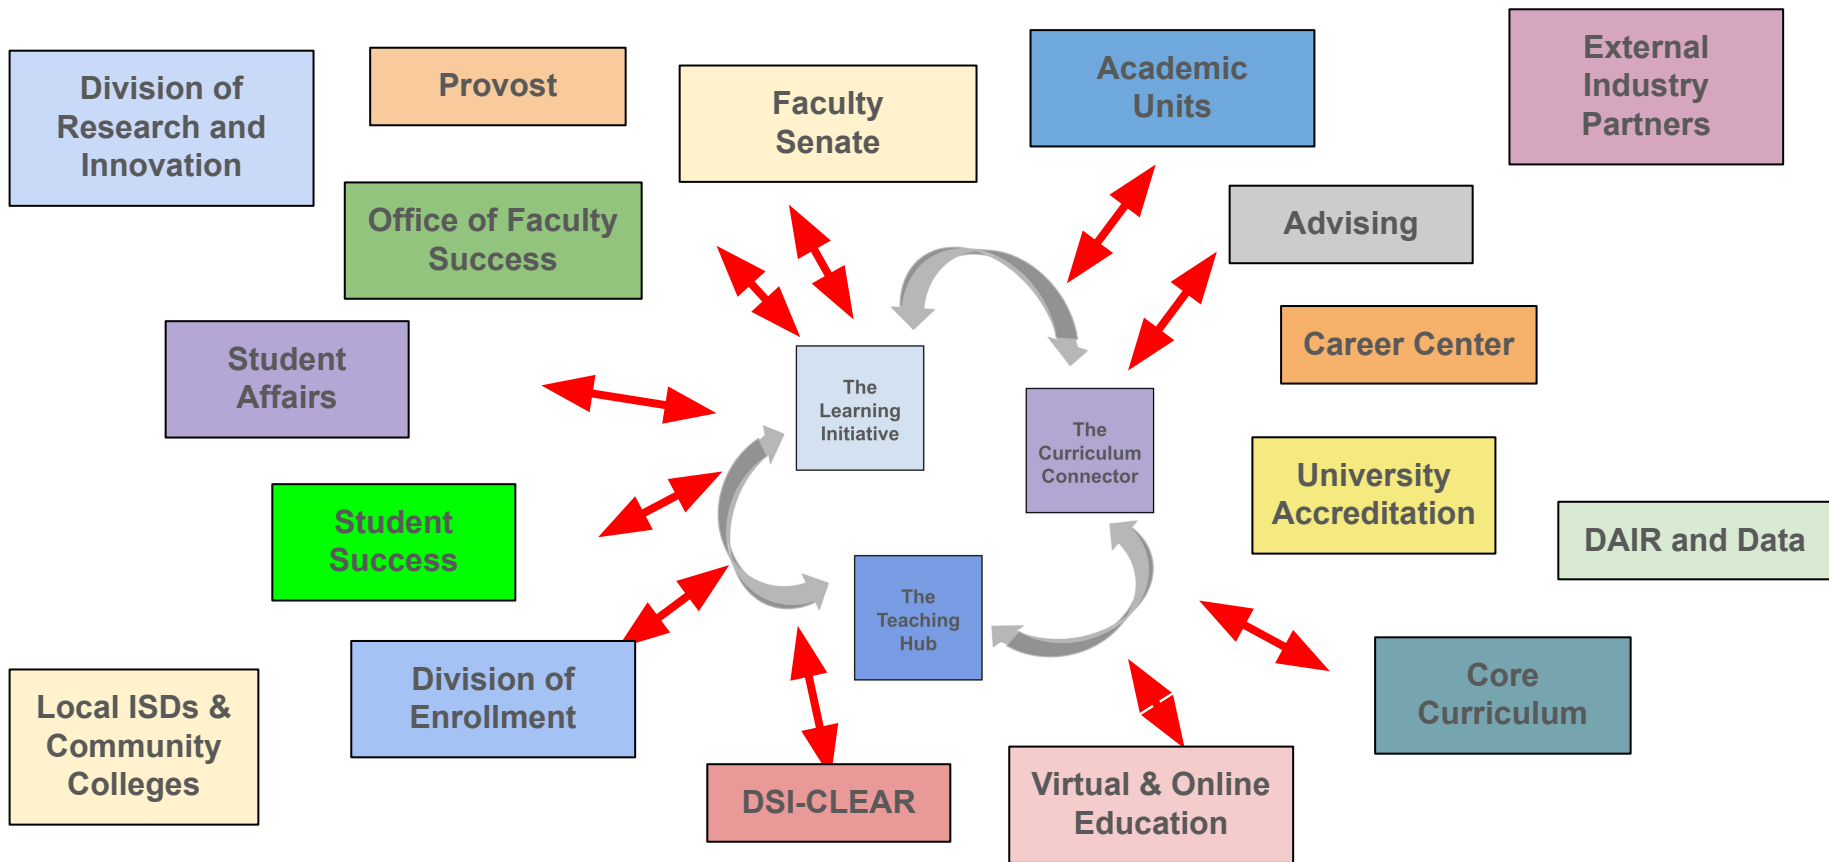 Division of
Research and
Innovation
Provost
Faculty
Senate
Academic
Units
External
Industry
Partners
Office of Faculty
Success
Advising
Student
Affairs
Career Center
The
Learning
Initiative
The
Curriculum
Connector
University
Accreditation
Student
Success
DAIR and Data
The
Teaching
Hub
Division of
Enrollment
Core
Curriculum
Local ISDs &
Community
Colleges
DSI-CLEAR
Virtual & Online
Education